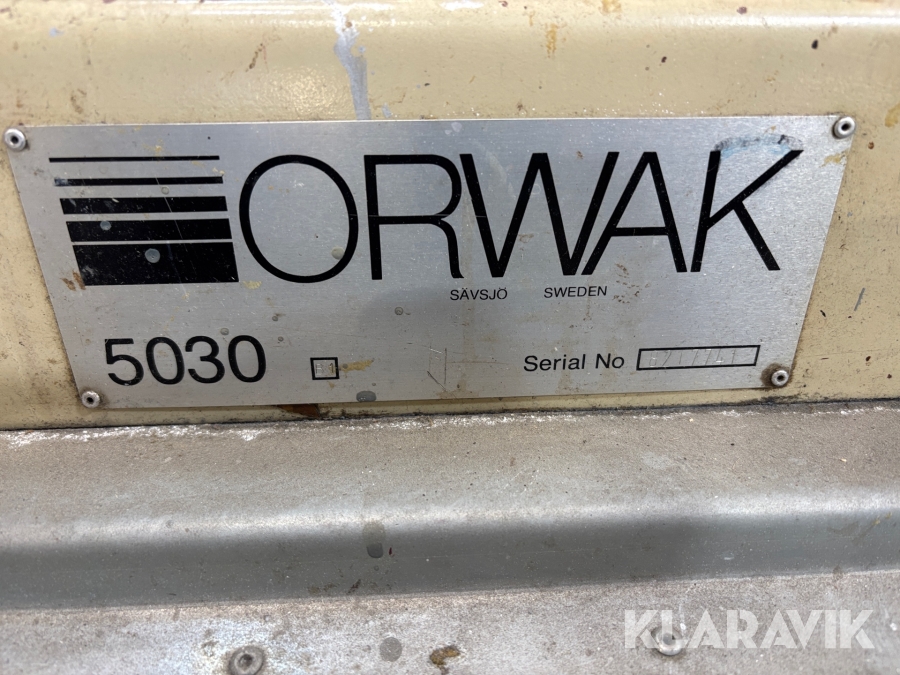 ORWAK
SÄVSJÖ SWEDEN
5030
Serial No
KLARAVIK